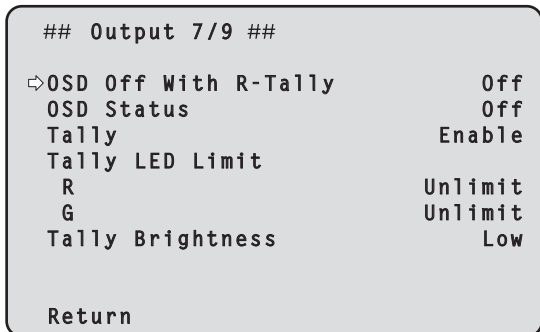 ## Output 7/9 ##
⇨OSD Off With R-Tally Off
OSD Status Off
Tally Enable
Tally LED Limit
R Unlimit
G Unlimit
Tally Brightness Low
Return